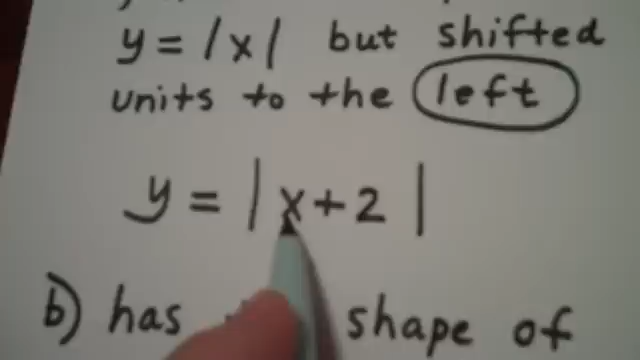 y = |x| but shifted
units to the left
y = |x+2|
b) has shape of